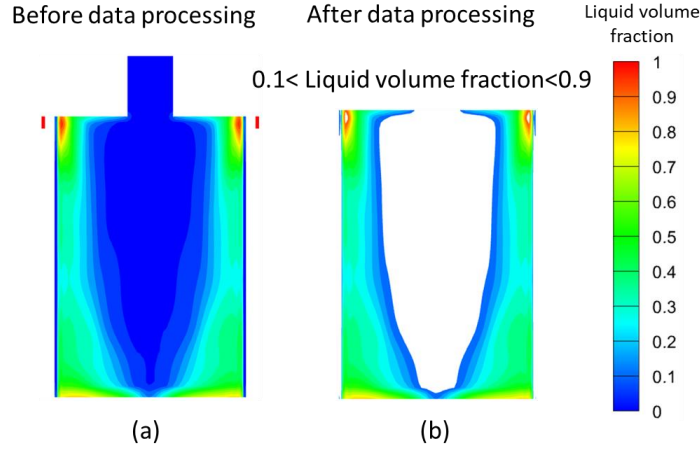 Before data processing
After data processing
Liquid volume
fraction
0.1< Liquid volume fraction<0.9
1
0.9
0.8
0.7
0.6
0.5
0.4
0.3
0.2
0.1
0
(a)
(b)